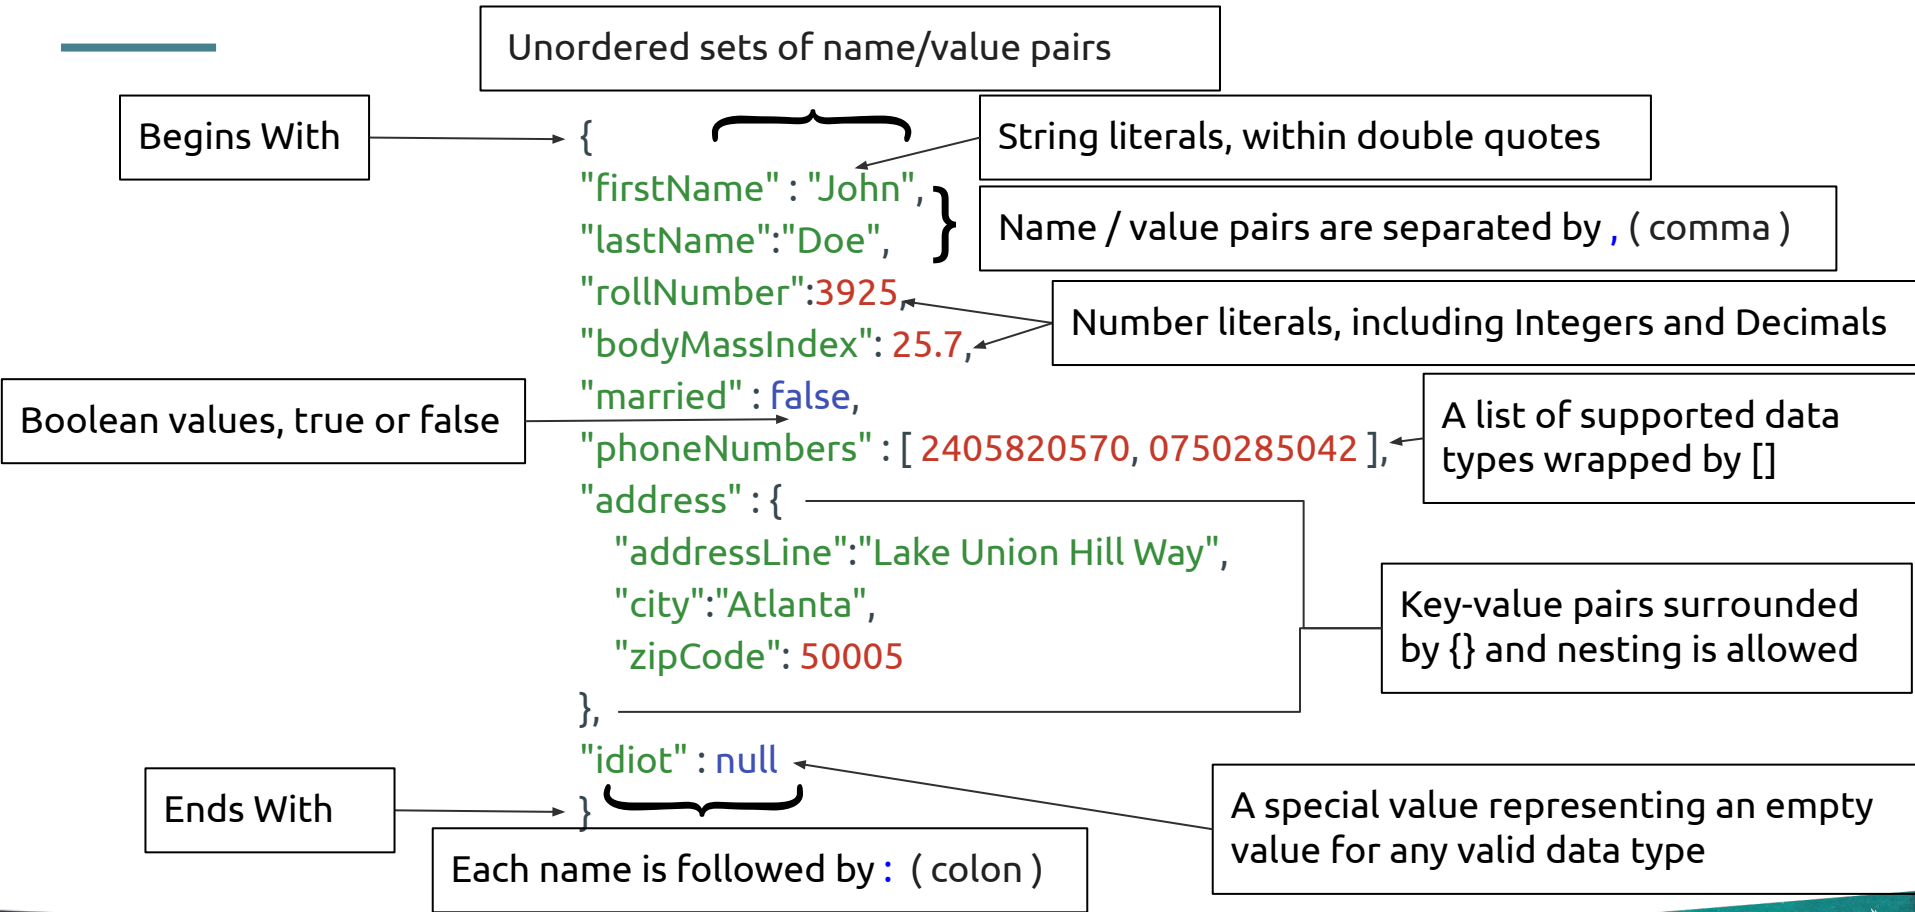 Unordered sets of name/value pairs
Begins With
{
String literals, within double quotes
"firstName" : "John",
Name / value pairs are separated by , ( comma )
"lastName":"Doe",
"rollNumber":3925,
Number literals, including Integers and Decimals
"bodyMassIndex": 25.7,
"married" : false,
Boolean values, true or false
A list of supported data
types wrapped by []
"phoneNumbers" : [ 2405820570, 0750285042 ],
"address" : {
"addressLine":"Lake Union Hill Way",
"city":"Atlanta",
"zipCode": 50005
Key-value pairs surrounded
by {} and nesting is allowed
},
"idiot" : null
Ends With
}
A special value representing an empty
value for any valid data type
Each name is followed by : ( colon )